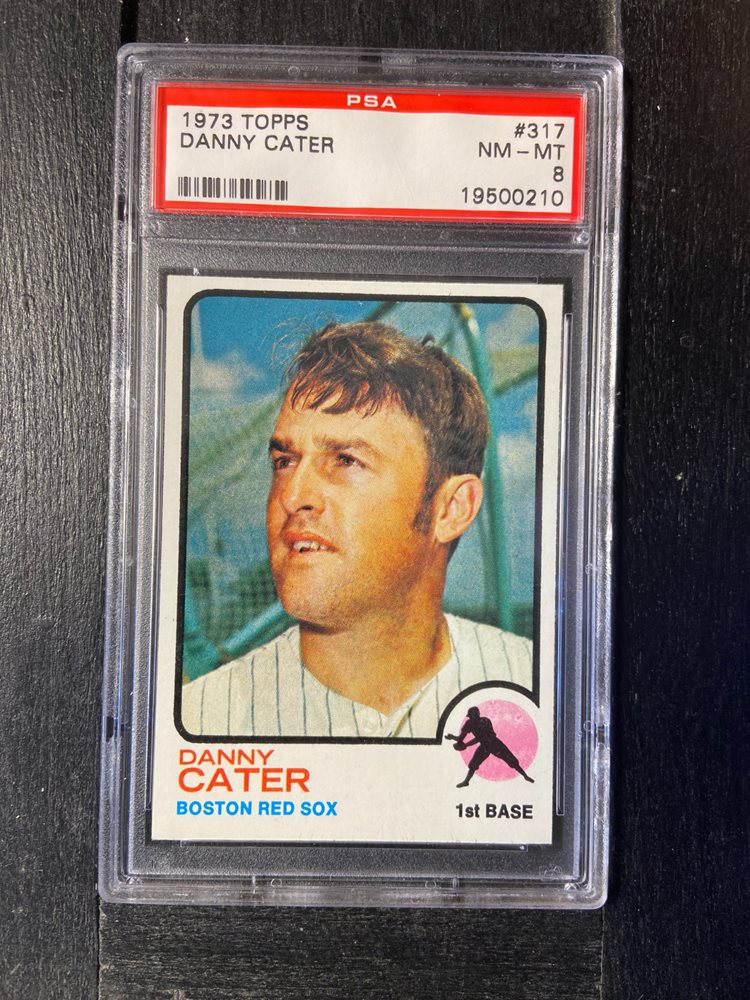 PSA
1973 TOPPS #317
DANNY CATER NM - MT
8
19500210
DANNY
CATER
BOSTON RED SOX
1st BASE